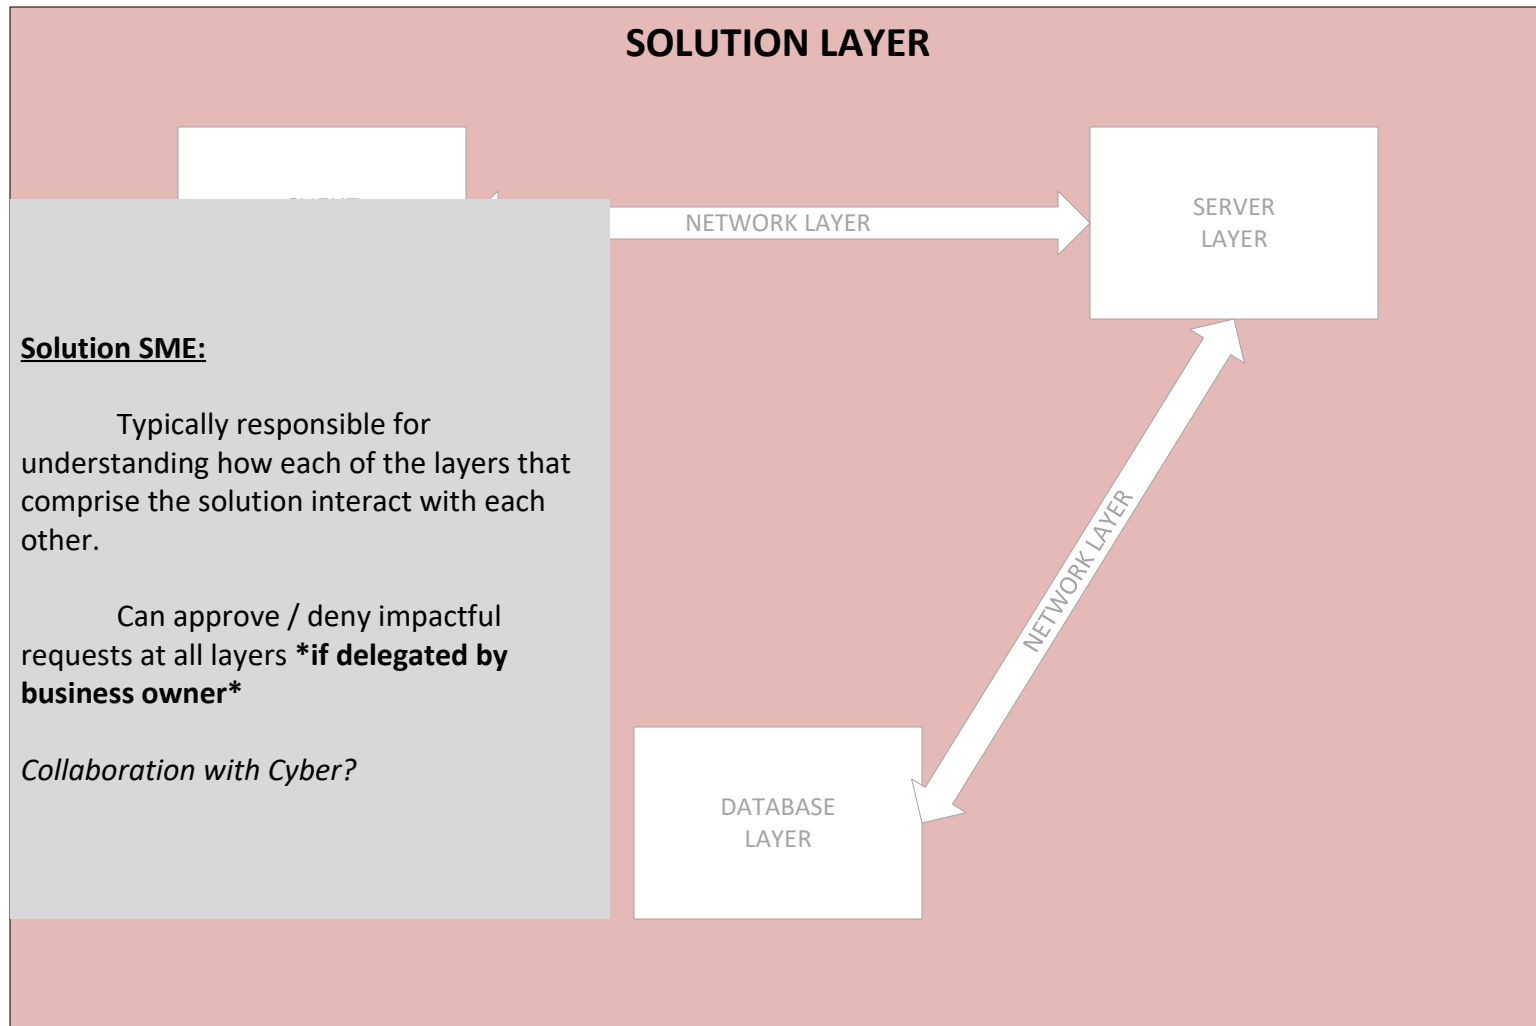 SOLUTION LAYER
NETWORK LAYER
SERVER
LAYER
Solution SME:
Typically responsible for
understanding how each of the layers that
comprise the solution interact with each
other.
Can approve / deny impactful
requests at all layers *if delegated by
business owner*
Collaboration with Cyber?
NETWORK LAYER
DATABASE
LAYER